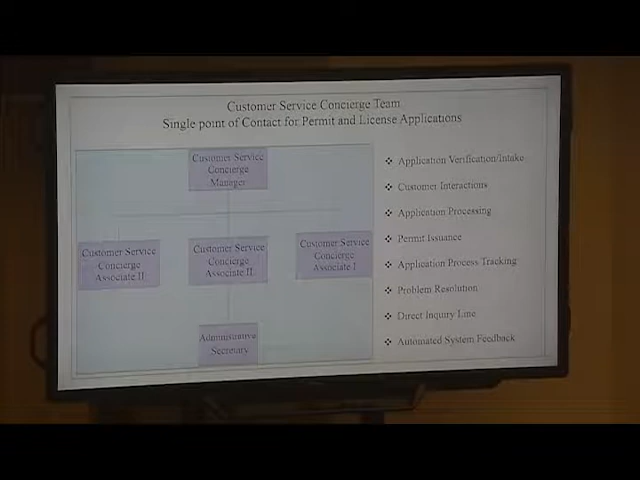 Customer Service Concierge Team
Single point of Contact for Permit and License Applications
Customer Service
Concierge
Manager
Customer Service
Concierge
Associate II
Customer Service
Concierge
Associate II
Customer Service
Concierge
Associate I
Administrative
Secretary
❖ Application Verification/Intake
❖ Customer Interactions
❖ Application Processing
❖ Permit Issuance
❖ Application Process Tracking
❖ Problem Resolution
❖ Direct Inquiry Line
❖ Automated System Feedback